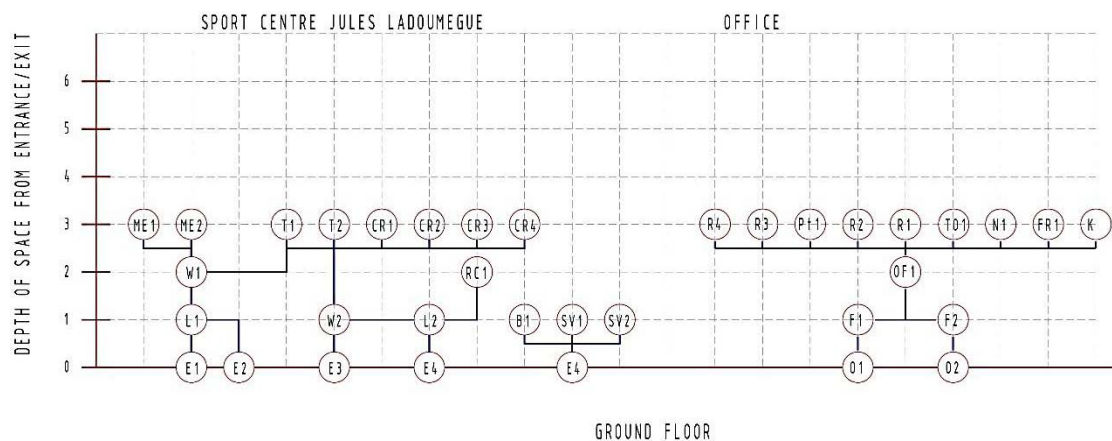 SPORT CENTRE JULES LADOUMEGUE OFFICE
DEPTH OF SPACE FROM ENTRANCE/EXIT
6
5
4
3 ME1 ME2 T1 T2 CR1 CR2 CR3 CR4 R4 R3 Pt1 R2 R1 TO1 N1 FR1 K
2 W1 RC1 OF1
1 L1 W2 L2 B1 SV1 SV2 F1 F2
0 E1 E2 E3 E4 E4 O1 O2
GROUND FLOOR